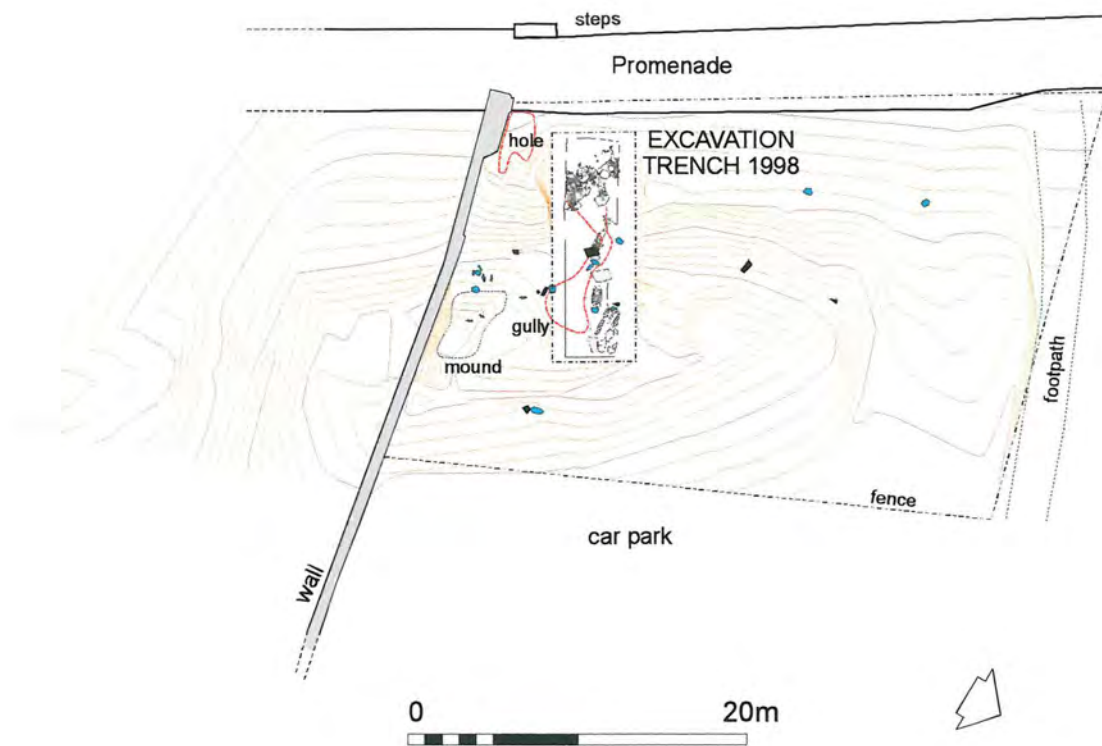 steps
Promenade
hole
EXCAVATION
TRENCH 1998
gully
mound
footpath
fence
car park
wall
0
20m